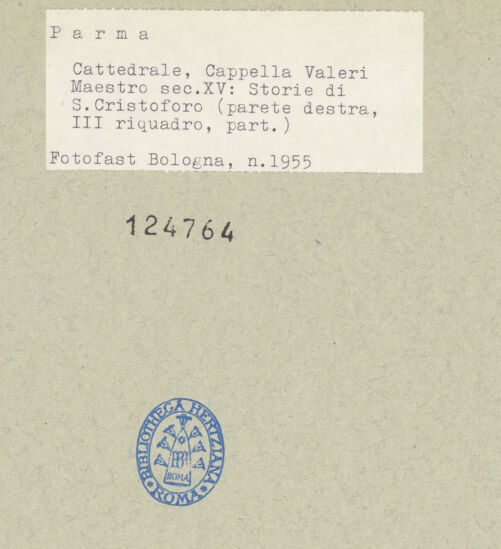 Parma
Cattedrale, Cappella Valeri
Maestro sec.XV: Storie di
S.Cristoforo (parete destra,
III riquadro, part.)
Fotofast Bologna, n.1955
124764
BIBLIOTHECA HERTZIANA
ROMA
ROMA